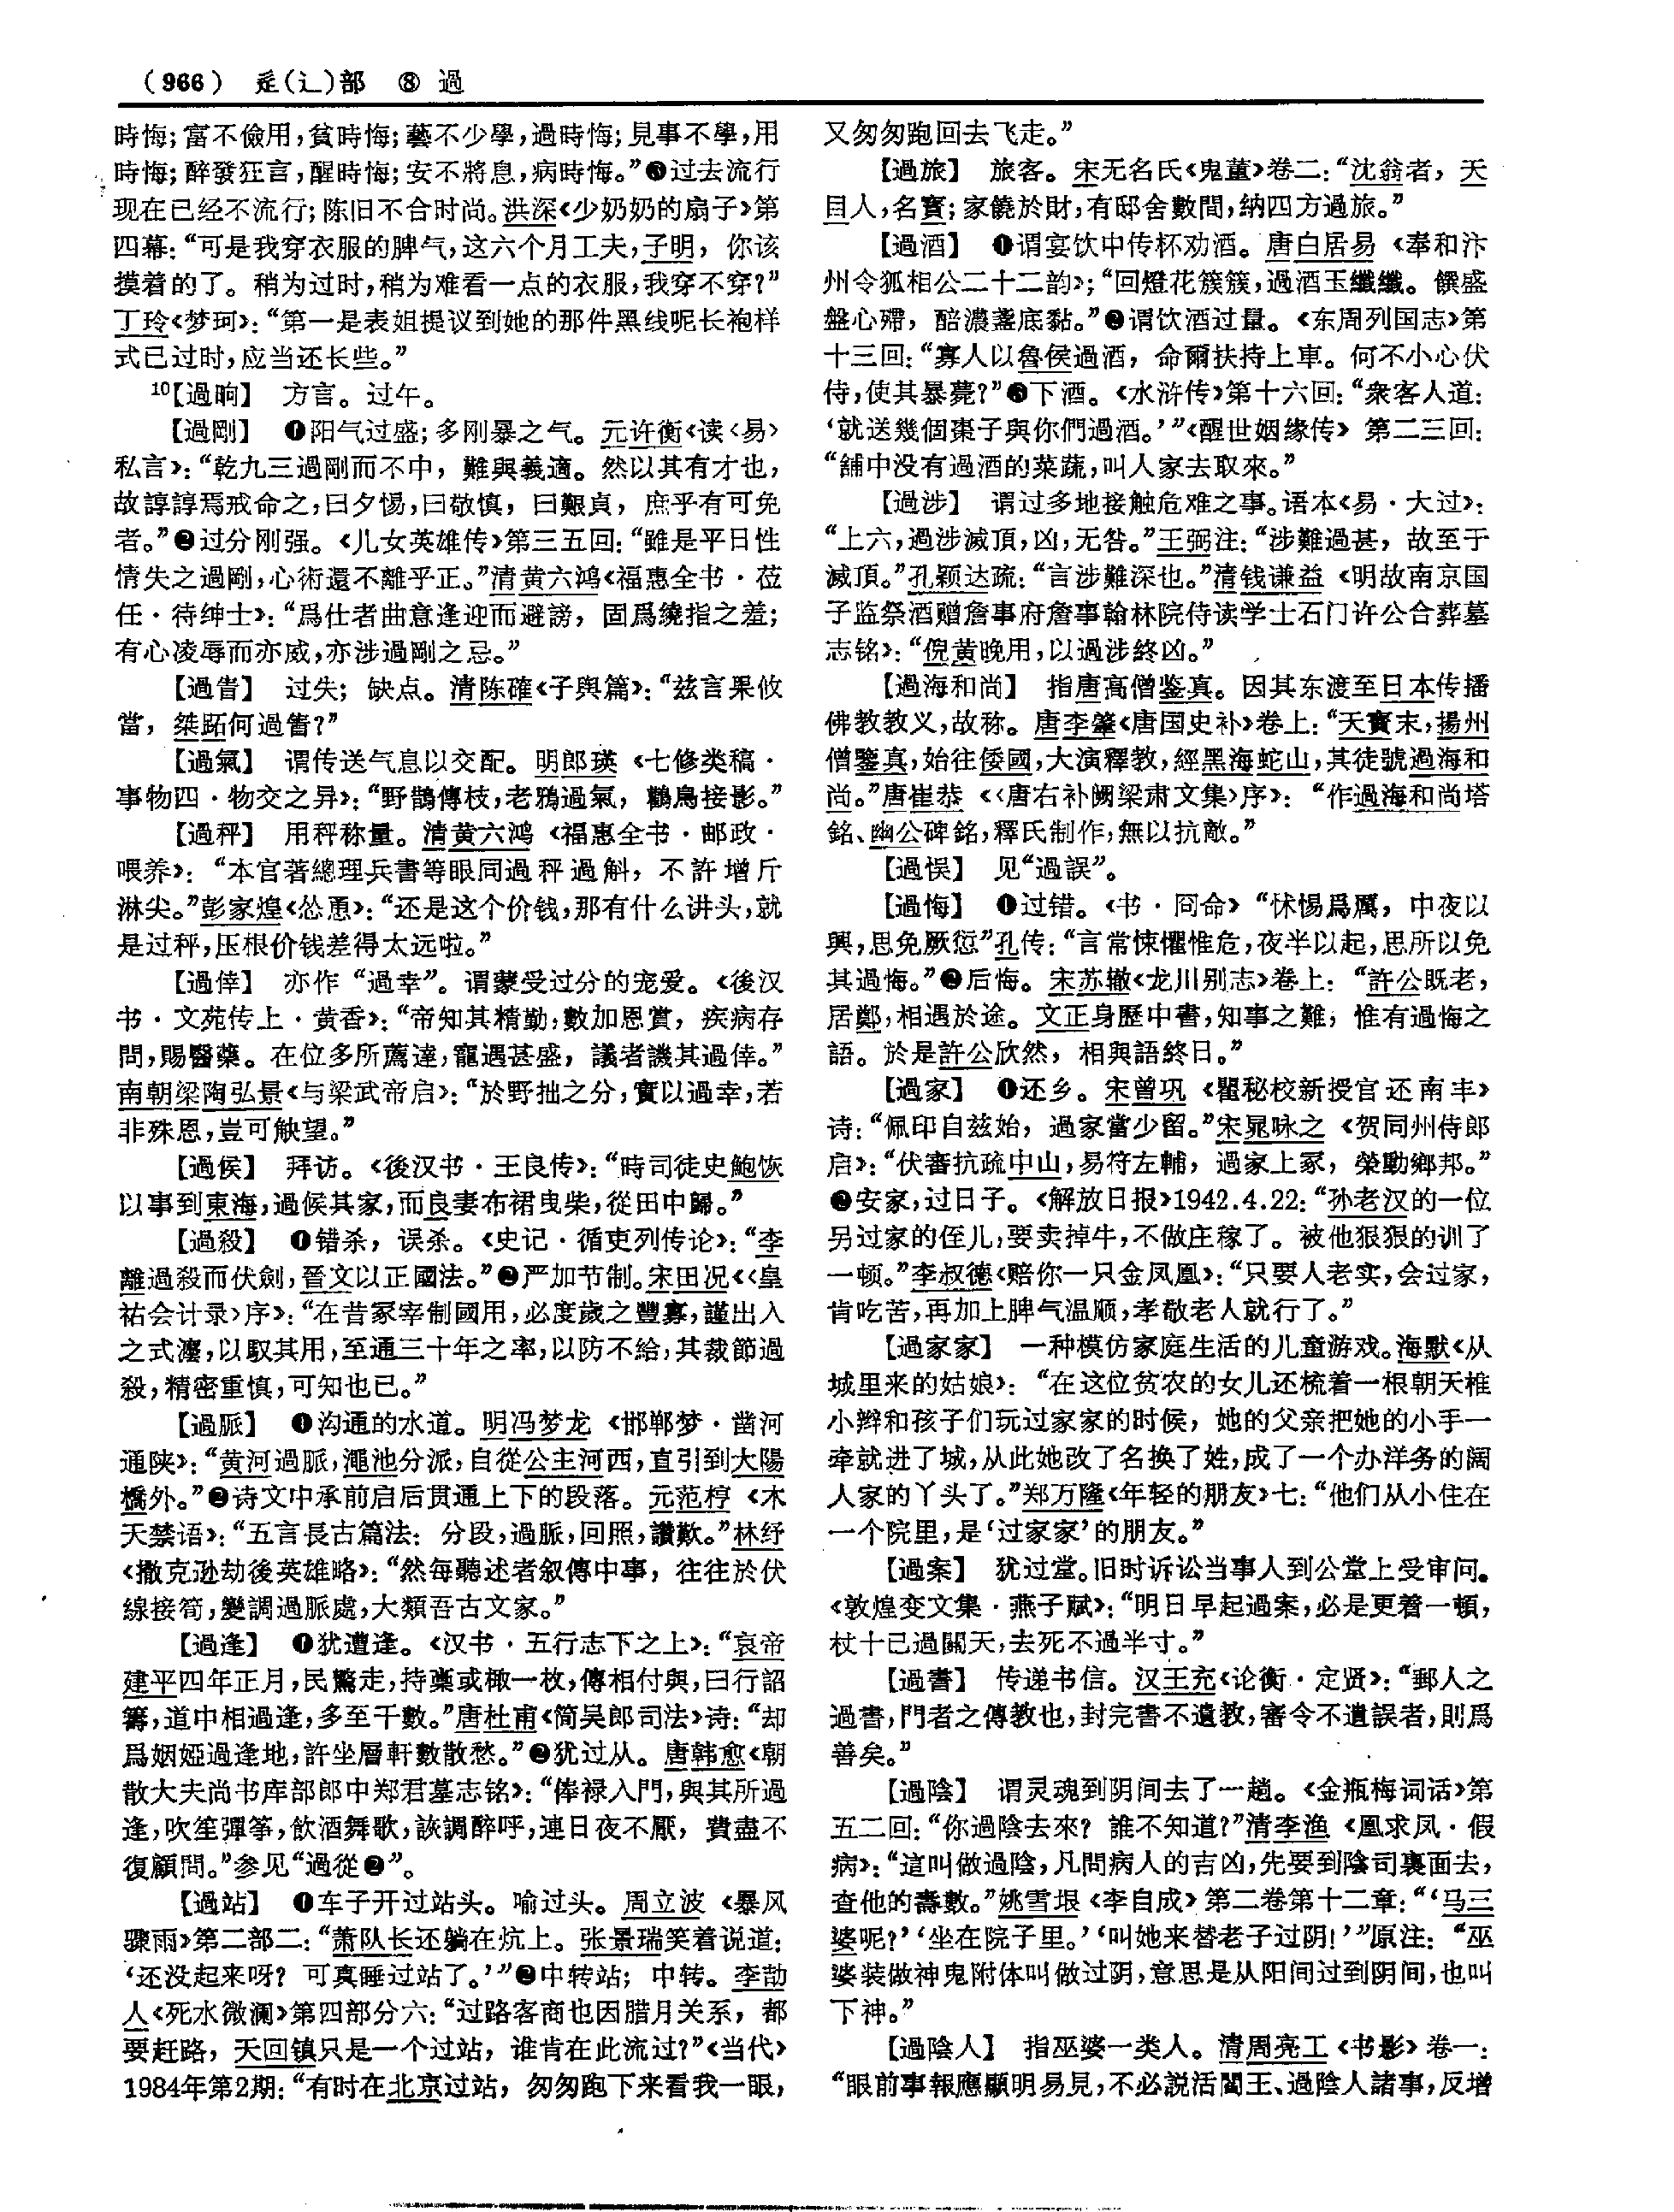 （966） 辵(辶)部 ⑧ 過
時悔；富不儉用，貧時悔；藝不少學，過時悔；見事不學，用
時悔；醉發狂言，醒時悔；安不將息，病時悔。”❸过去流行
现在已经不流行；陈旧不合时尚。洪深《少奶奶的扇子》第
四幕：“可是我穿衣服的脾气，这六个月工夫，子明，你该
摸着的了。稍为过时，稍为难看一点的衣服，我穿不穿？”
丁玲《梦珂》：“第一是表姐提议到她的那件黑线呢长袍样
式已过时，应当还长些。”
10【過晌】 方言。过午。
【過剛】 ❶阳气过盛；多刚暴之气。元许衡《读〈易〉
私言》：“乾九三過剛而不中，難與義適。然以其有才也，
故諄諄焉戒命之，曰夕惕，曰敬慎，曰艱貞，庶乎有可免
者。”❷过分刚强。《儿女英雄传》第三五回：“雖是平日性
情失之過剛，心術還不離乎正。”清黄六鸿《福惠全书·莅
任·待绅士》：“爲仕者曲意逢迎而避謗，固爲繞指之羞；
有心凌辱而亦威，亦涉過剛之忌。”
【過眚】 过失；缺点。清陈確《子輿篇》：“兹言果攸
當，桀跖何過眚？”
【過氣】 谓传送气息以交配。明郎瑛《七修类稿·
事物四·物交之异》：“野鵲傳枝，老鴉過氣，鸛鳥接影。”
【過秤】 用秤称量。清黄六鸿《福惠全书·邮政·
喂养》：“本官著總理兵書等眼同過秤過斛，不許增斤
淋尖。”彭家煌《怂恿》：“还是这个价钱，那有什么讲头，就
是过秤，压根价钱差得太远啦。”
【過倖】 亦作“過幸”。谓蒙受过分的宠爱。《後汉
书·文苑传上·黄香》：“帝知其精勤，數加恩賞，疾病存
問，賜醫藥。在位多所薦達，寵遇甚盛，議者譏其過倖。”
南朝梁陶弘景《与梁武帝启》：“於野拙之分，實以過幸，若
非殊恩，豈可觖望。”
【過候】 拜访。《後汉书·王良传》：“時司徒史鮑恢
以事到東海，過候其家，而良妻布裙曳柴，從田中歸。”
【過殺】 ❶错杀，误杀。《史记·循吏列传论》：“李
離過殺而伏劍，晉文以正國法。”❷严加节制。宋田况《〈皇
祐会计录〉序》：“在昔冢宰制國用，必度歲之豐寡，謹出入
之式灋，以馭其用，至通三十年之率，以防不給，其裁節過
殺，精密重慎，可知也已。”
【過脈】 ❶沟通的水道。明冯梦龙《邯郸梦·凿河
通陕》：“黄河過脈，澠池分派，自從公主河西，直引到大陽
橋外。”❷诗文中承前启后贯通上下的段落。元范梈《木
天禁语》：“五言長古篇法：分段，過脈，回照，讚歎。”林纾
《撒克逊劫後英雄略》：“然每聽述者叙傳中事，往往於伏
線接筍，變調過脈處，大類吾古文家。”
【過逢】 ❶犹遭逢。《汉书·五行志下之上》：“哀帝
建平四年正月，民驚走，持稾或棷一枚，傳相付與，曰行詔
籌，道中相過逢，多至千數。”唐杜甫《简吴郎司法》诗：“却
爲姻婭過逢地，許坐層軒數散愁。”❷犹过从。唐韩愈《朝
散大夫尚书库部郎中郑君墓志铭》：“俸禄入門，與其所過
逢，吹笙彈筝，飲酒舞歌，詼調醉呼，連日夜不厭，費盡不
復顧問。”参见“過從❷”。
【過站】 ❶车子开过站头。喻过头。周立波《暴风
骤雨》第二部二：“萧队长还躺在炕上。张景瑞笑着说道：
‘还没起来呀？可真睡过站了。’”❷中转站；中转。李劼
人《死水微澜》第四部分六：“过路客商也因腊月关系，都
要赶路，天回镇只是一个过站，谁肯在此流过？”《当代》
1984年第2期：“有时在北京过站，匆匆跑下来看我一眼，
又匆匆跑回去飞走。”
【過旅】 旅客。宋无名氏《鬼董》卷二：“沈翁者，天
目人，名寳；家饒於財，有邸舍數間，納四方過旅。”
【過酒】 ❶谓宴饮中传杯劝酒。唐白居易《奉和汴
州令狐相公二十二韵》：“回燈花簇簇，過酒玉纖纖。饌盛
盤心殢，醅濃盞底黏。”❷谓饮酒过量。《东周列国志》第
十三回：“寡人以魯侯過酒，命爾扶持上車。何不小心伏
侍，使其暴薨？”❸下酒。《水浒传》第十六回：“衆客人道：
‘就送幾個棗子與你們過酒。’”《醒世姻缘传》第二三回：
“舖中没有過酒的菜蔬，叫人家去取來。”
【過涉】 谓过多地接触危难之事。语本《易·大过》：
“上六，過涉滅頂，凶，无咎。”王弼注：“涉難過甚，故至于
滅頂。”孔颖达疏：“言涉難深也。”清钱谦益《明故南京国
子监祭酒赠詹事府詹事翰林院侍读学士石门许公合葬墓
志铭》：“倪黄晚用，以過涉終凶。”
【過海和尚】 指唐高僧鉴真。因其东渡至日本传播
佛教教义，故称。唐李肇《唐国史补》卷上：“天寳末，揚州
僧鑒真，始往倭國，大演釋教，經黑海蛇山，其徒號過海和
尚。”唐崔恭《〈唐右补阙梁肃文集〉序》：“作過海和尚塔
銘、幽公碑銘，釋氏制作，無以抗敵。”
【過悮】 见“過誤”。
【過悔】 ❶过错。《书·冏命》“怵惕爲厲，中夜以
興，思免厥愆”孔传：“言常悚懼惟危，夜半以起，思所以免
其過悔。”❷后悔。宋苏辙《龙川别志》卷上：“許公既老，
居鄭，相遇於途。文正身歷中書，知事之難，惟有過悔之
語。於是許公欣然，相與語終日。”
【過家】 ❶还乡。宋曾巩《瞿秘校新授官还南丰》
诗：“佩印自兹始，過家當少留。”宋晁咏之《贺同州侍郎
启》：“伏審抗疏中山，易符左輔，過家上冢，榮動鄉邦。”
❷安家，过日子。《解放日报》1942.4.22：“孙老汉的一位
另过家的侄儿，要卖掉牛，不做庄稼了。被他狠狠的训了
一顿。”李叔德《赔你一只金凤凰》：“只要人老实，会过家，
肯吃苦，再加上脾气温顺，孝敬老人就行了。”
【過家家】 一种模仿家庭生活的儿童游戏。海默《从
城里来的姑娘》：“在这位贫农的女儿还梳着一根朝天椎
小辫和孩子们玩过家家的时候，她的父亲把她的小手一
牵就进了城，从此她改了名换了姓，成了一个办洋务的阔
人家的丫头了。”郑万隆《年轻的朋友》七：“他们从小住在
一个院里，是‘过家家’的朋友。”
【過案】 犹过堂。旧时诉讼当事人到公堂上受审问。
《敦煌变文集·燕子赋》：“明日早起過案，必是更着一頓，
杖十已過關天，去死不過半寸。”
【過書】 传递书信。汉王充《论衡·定贤》：“郵人之
過書，門者之傳教也，封完書不遺教，審令不遺誤者，則爲
善矣。”
【過陰】 谓灵魂到阴间去了一趟。《金瓶梅词话》第
五二回：“你過陰去來？誰不知道？”清李渔《凰求凤·假
病》：“這叫做過陰，凡問病人的吉凶，先要到陰司裏面去，
查他的壽數。”姚雪垠《李自成》第二卷第十二章：“‘马三
婆呢？’‘坐在院子里。’‘叫她来替老子过阴！’”原注：“巫
婆装做神鬼附体叫做过阴，意思是从阳间过到阴间，也叫
下神。”
【過陰人】 指巫婆一类人。清周亮工《书影》卷一：
“眼前事報應顯明易見，不必説活閻王、過陰人諸事，反增